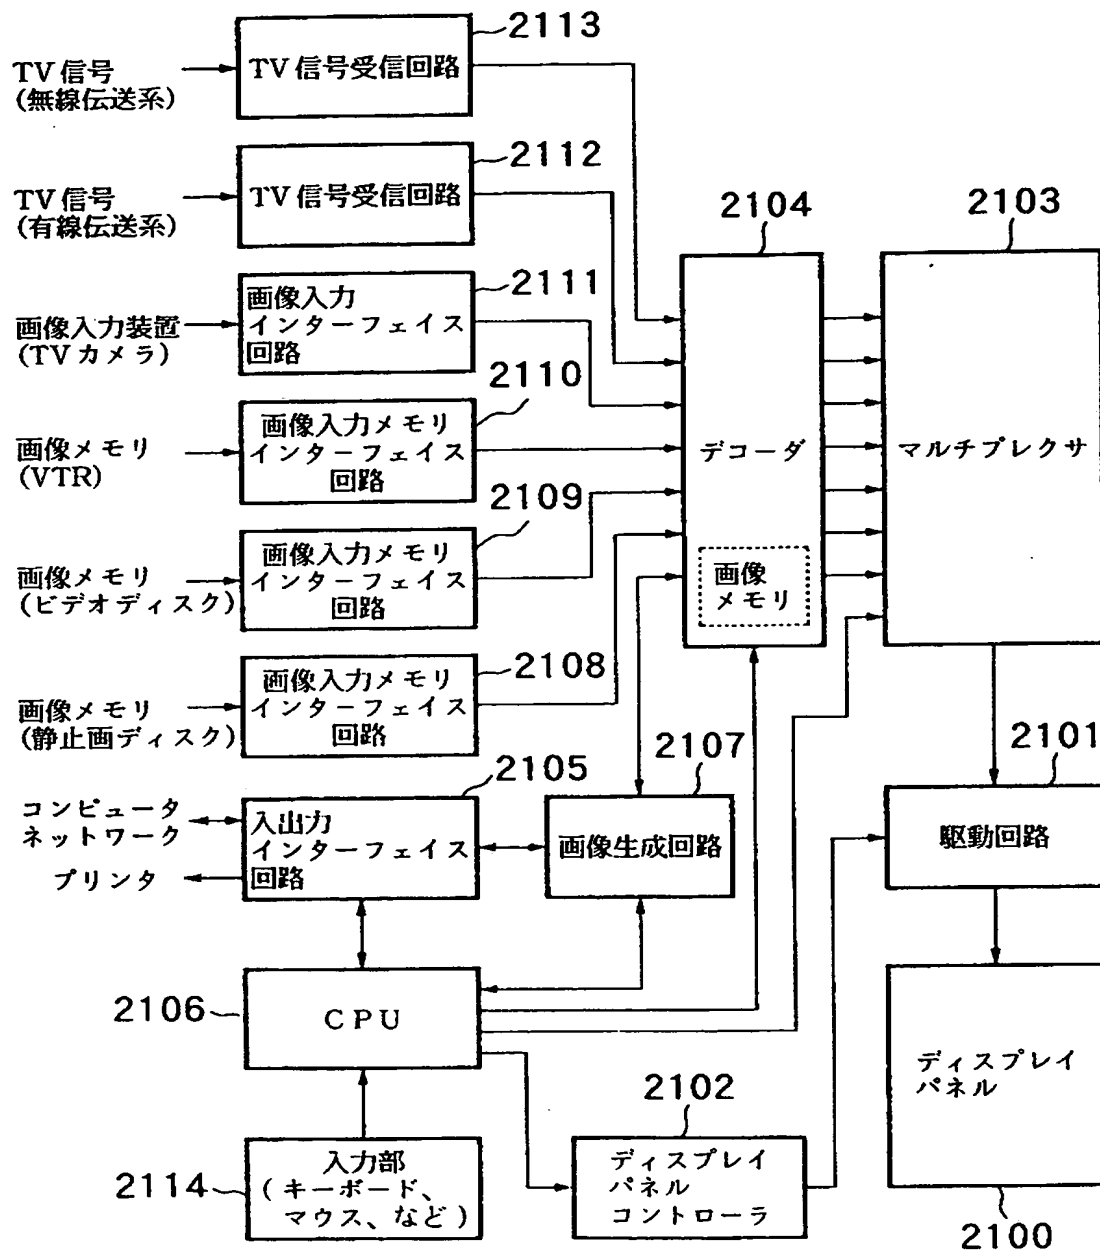 2113
TV信号
(無線伝送系)
TV信号受信回路
2112
TV信号
(有線伝送系)
TV信号受信回路
2104
2103
2111
画像入力装置
(TVカメラ)
画像入力
インターフェイス
回路
2110
画像メモリ
(VTR)
画像入力メモリ
インターフェイス
回路
デコーダ
マルチプレクサ
2109
画像メモリ
(ビデオディスク)
画像入力メモリ
インターフェイス
回路
画像
メモリ
2108
画像メモリ
(静止画ディスク)
画像入力メモリ
インターフェイス
回路
2107
2101
2105
コンピュータ
ネットワーク
プリンタ
入出力
インターフェイス
回路
画像生成回路
駆動回路
2106
CPU
ディスプレイ
パネル
2102
2114
入力部
(キーボード、
マウス、など)
ディスプレイ
パネル
コントローラ
2100